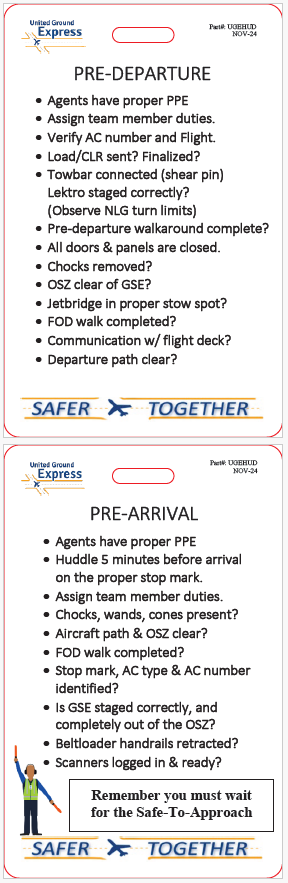 United Ground
Express
Part#: UGEHUD
NOV-24
PRE-DEPARTURE
• Agents have proper PPE
• Assign team member duties.
• Verify AC number and Flight.
• Load/CLR sent? Finalized?
• Towbar connected (shear pin)
Lektro staged correctly?
(Observe NLG turn limits)
• Pre-departure walkaround complete?
• All doors & panels are closed.
• Chocks removed?
• OSZ clear of GSE?
• Jetbridge in proper stow spot?
• FOD walk completed?
• Communication w/ flight deck?
• Departure path clear?
SAFER TOGETHER
United Ground
Express
Part#: UGEHUD
NOV-24
PRE-ARRIVAL
• Agents have proper PPE
• Huddle 5 minutes before arrival
on the proper stop mark.
• Assign team member duties.
• Chocks, wands, cones present?
• Aircraft path & OSZ clear?
• FOD walk completed?
• Stop mark, AC type & AC number
identified?
• Is GSE staged correctly, and
completely out of the OSZ?
• Beltloader handrails retracted?
• Scanners logged in & ready?
Remember you must wait
for the Safe-To-Approach
SAFER TOGETHER